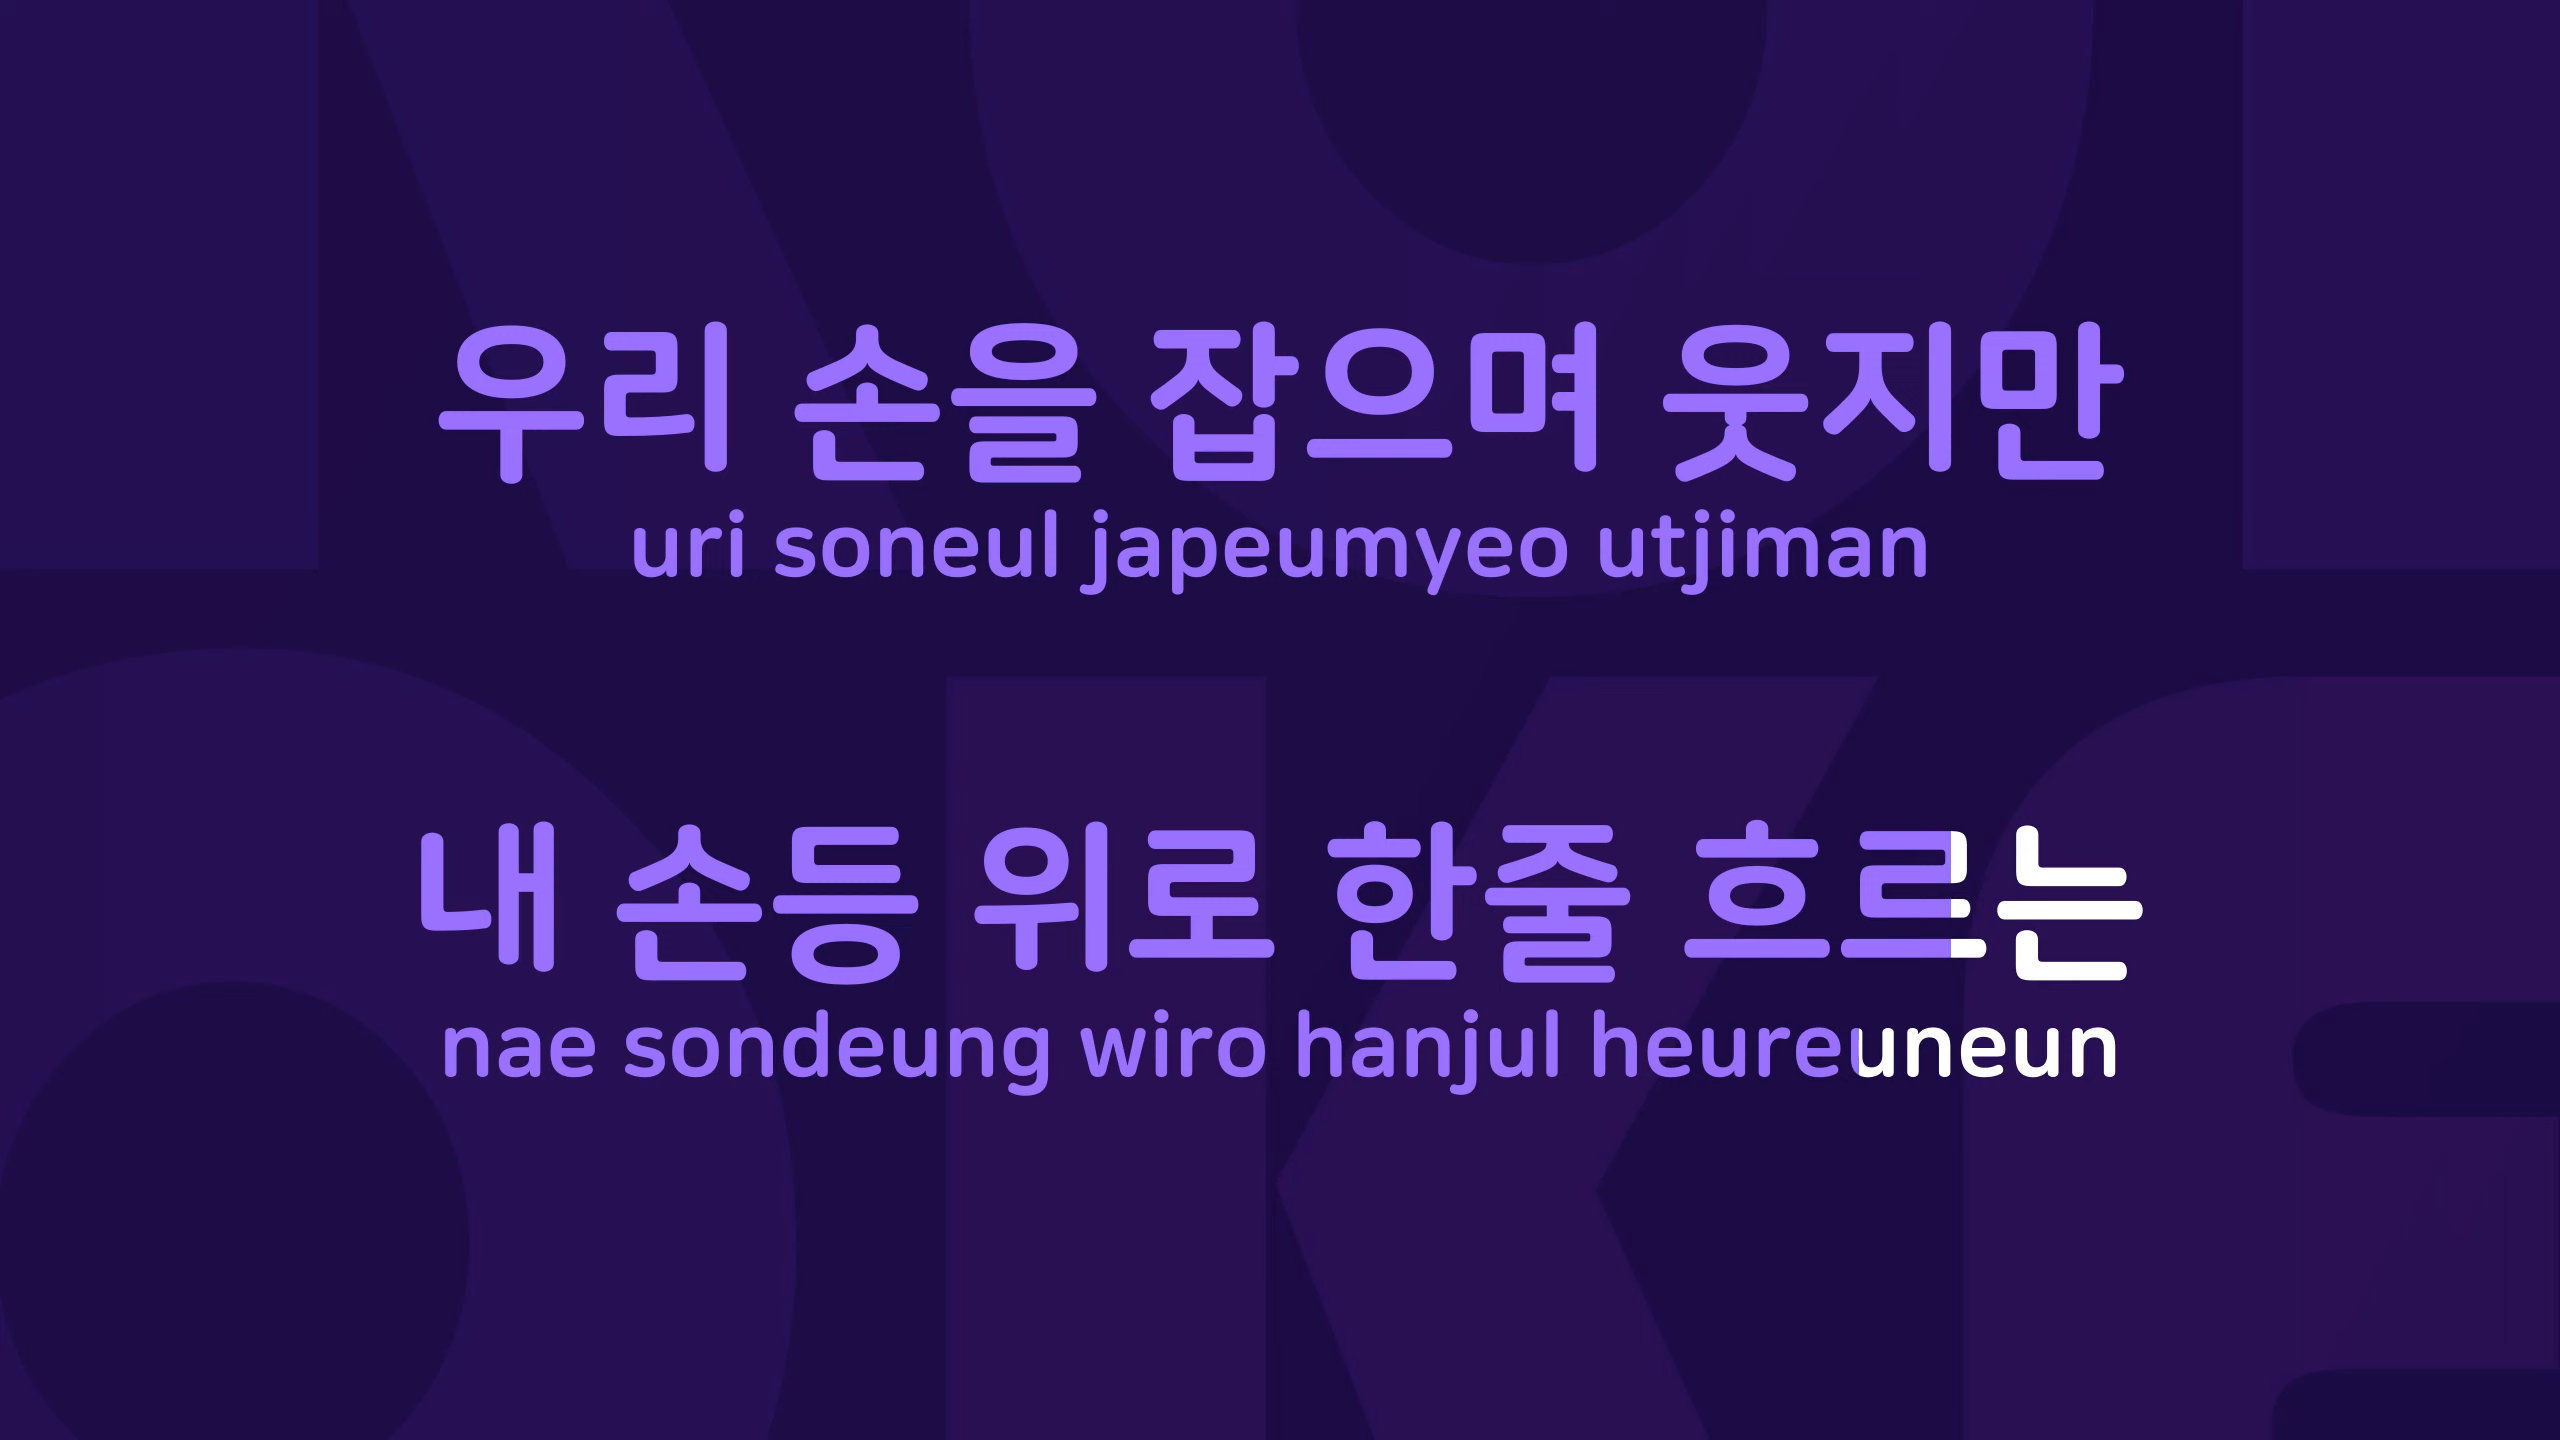 우리 손을 잡으며 웃지만
uri soneul japeumyeo utjiman
내 손등 위로 한줄 흐르는
nae sondeung wiro hanjul heureuneun